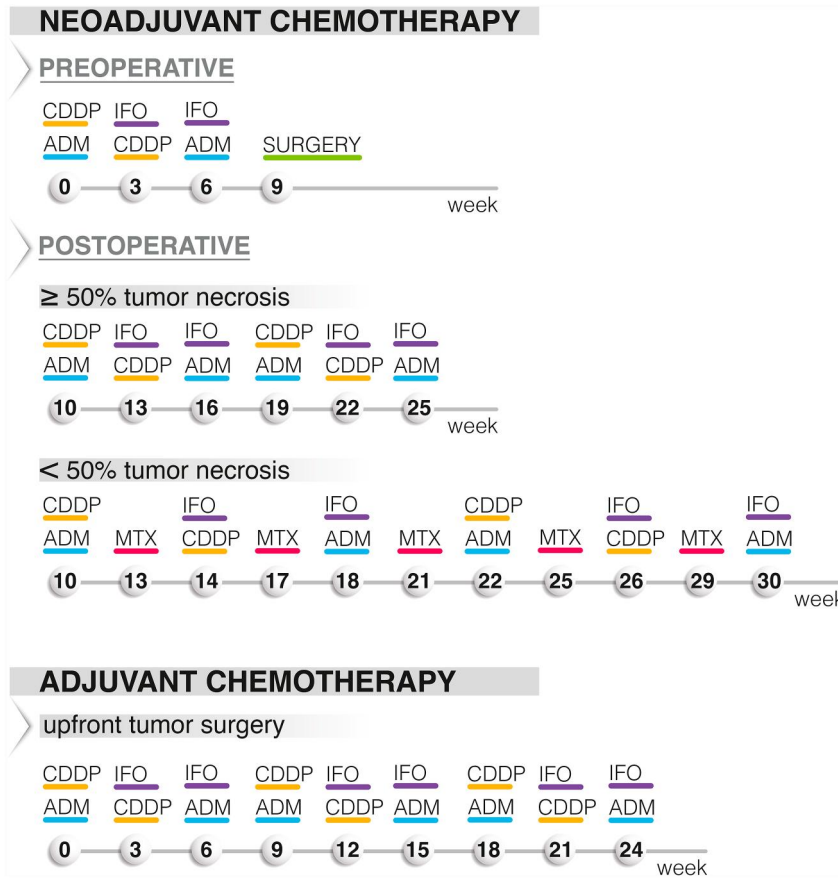 NEOADJUVANT CHEMOTHERAPY
PREOPERATIVE
CDDP IFO IFO
ADM CDDP ADM SURGERY
0 3 6 9
week
POSTOPERATIVE
≥ 50% tumor necrosis
CDDP IFO IFO CDDP IFO IFO
ADM CDDP ADM ADM CDDP ADM
10 13 16 19 22 25
week
< 50% tumor necrosis
CDDP IFO IFO CDDP IFO IFO
ADM MTX CDDP MTX ADM MTX ADM MTX CDDP MTX ADM
10 13 14 17 18 21 22 25 26 29 30
week
ADJUVANT CHEMOTHERAPY
upfront tumor surgery
CDDP IFO IFO CDDP IFO IFO CDDP IFO IFO
ADM CDDP ADM ADM CDDP ADM ADM CDDP ADM
0 3 6 9 12 15 18 21 24
week